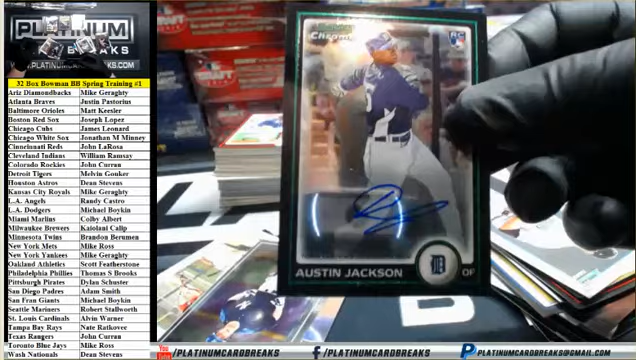 PLATINUM
BREAKS
32 Box Bowman BB Spring Training #1
Ariz Diamondbacks Mike Geraghty
Atlanta Braves Justin Pastorius
Baltimore Orioles Matt Keesler
Boston Red Sox Joseph Lopez
Chicago Cubs James Leonard
Chicago White Sox Jonathan M Minney
Cincinnati Reds John LaRosa
Cleveland Indians William Ramsay
Colorado Rockies John Curran
Detroit Tigers Melvin Gouker
Houston Astros Dean Stevens
Kansas City Royals Mike Geraghty
L.A. Angels Randy Castro
L.A. Dodgers Michael Boykin
Miami Marlins Colby Albert
Milwaukee Brewers Kaiolani Calip
Minnesota Twins Brandon Berumen
New York Mets Mike Ross
New York Yankees Mike Geraghty
Oakland Athletics Scott Featherstone
Philadelphia Phillies Thomas S Brooks
Pittsburgh Pirates Dylan Schuster
San Diego Padres Adam Smith
San Fran Giants Michael Boykin
Seattle Mariners Robert Stallworth
St. Louis Cardinals Alvin Warner
Tampa Bay Rays Nate Ratkovec
Texas Rangers John Curran
Toronto Blue Jays Mike Ross
Wash Nationals Dean Stevens
Chrome
RC
AUSTIN JACKSON
D
OF
You Tube /PLATINUMCARDBREAKS
f /PLATINUMCARDBREAKS
P PLATINUMCARDBREAKS@GMAIL.COM